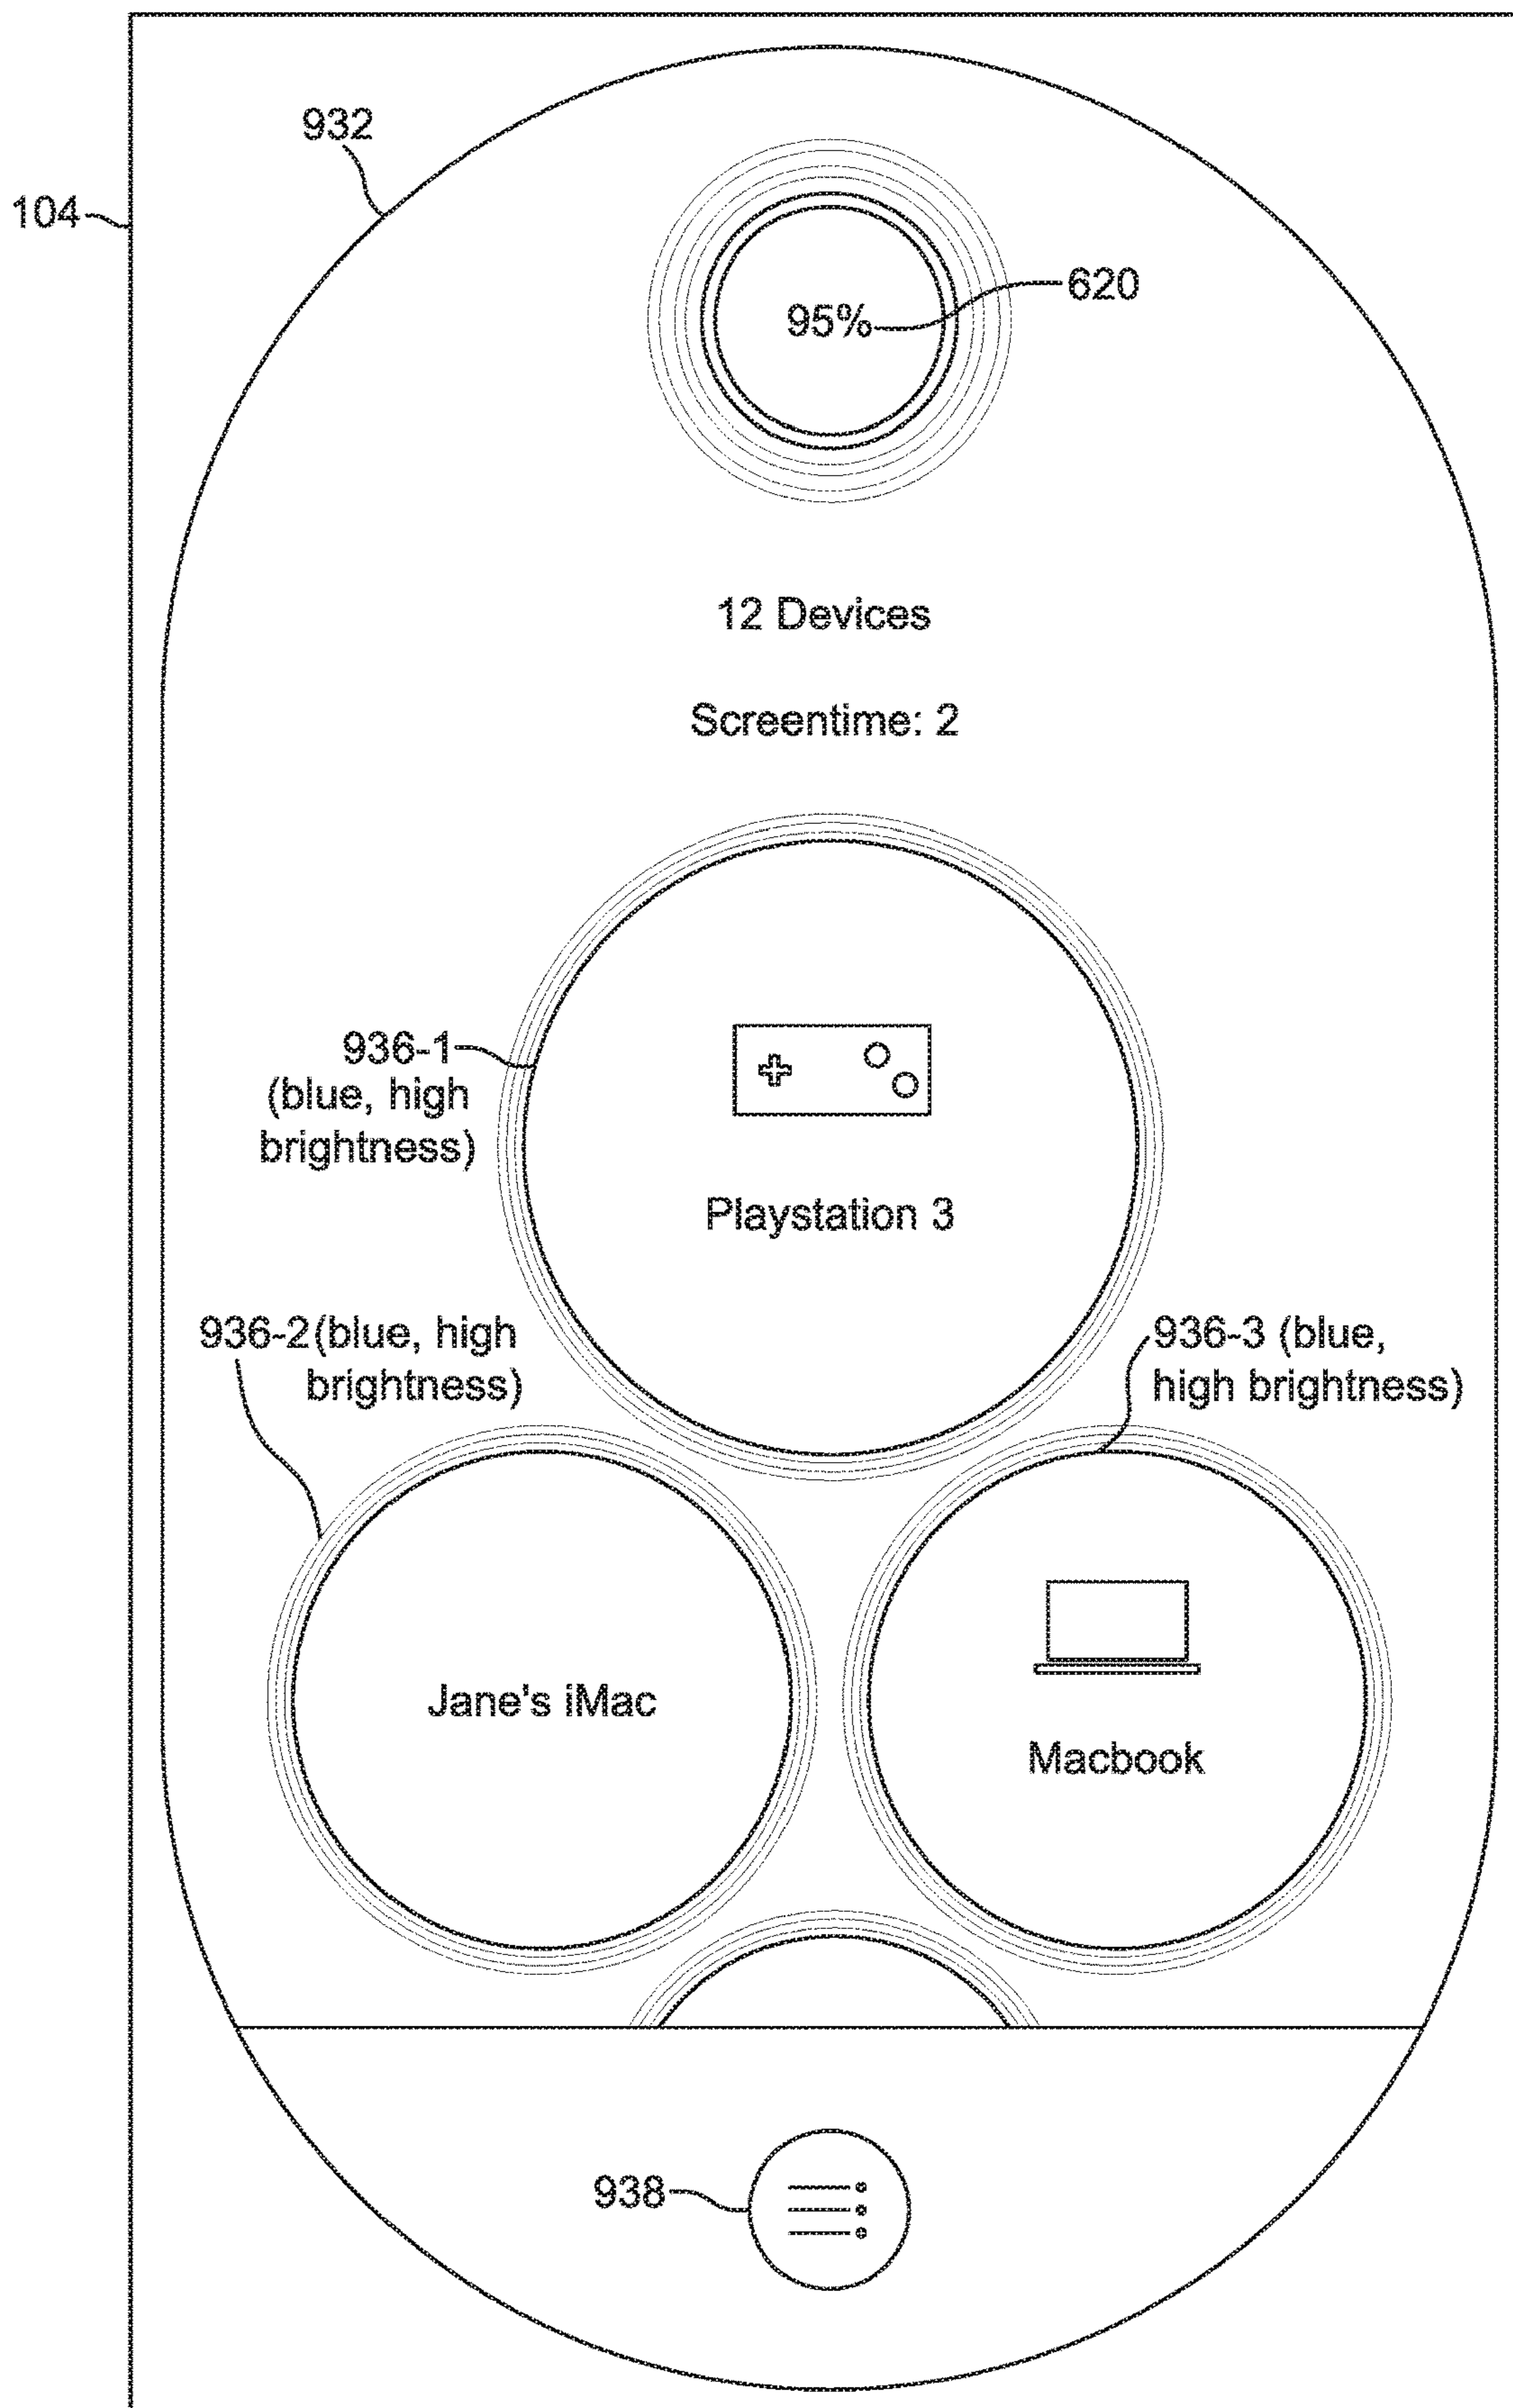 932
104
620
95%
12 Devices
Screentime: 2
936-1
(blue, high
brightness)
Playstation 3
936-2(blue, high
brightness)
936-3 (blue,
high brightness)
Jane's iMac
Macbook
938